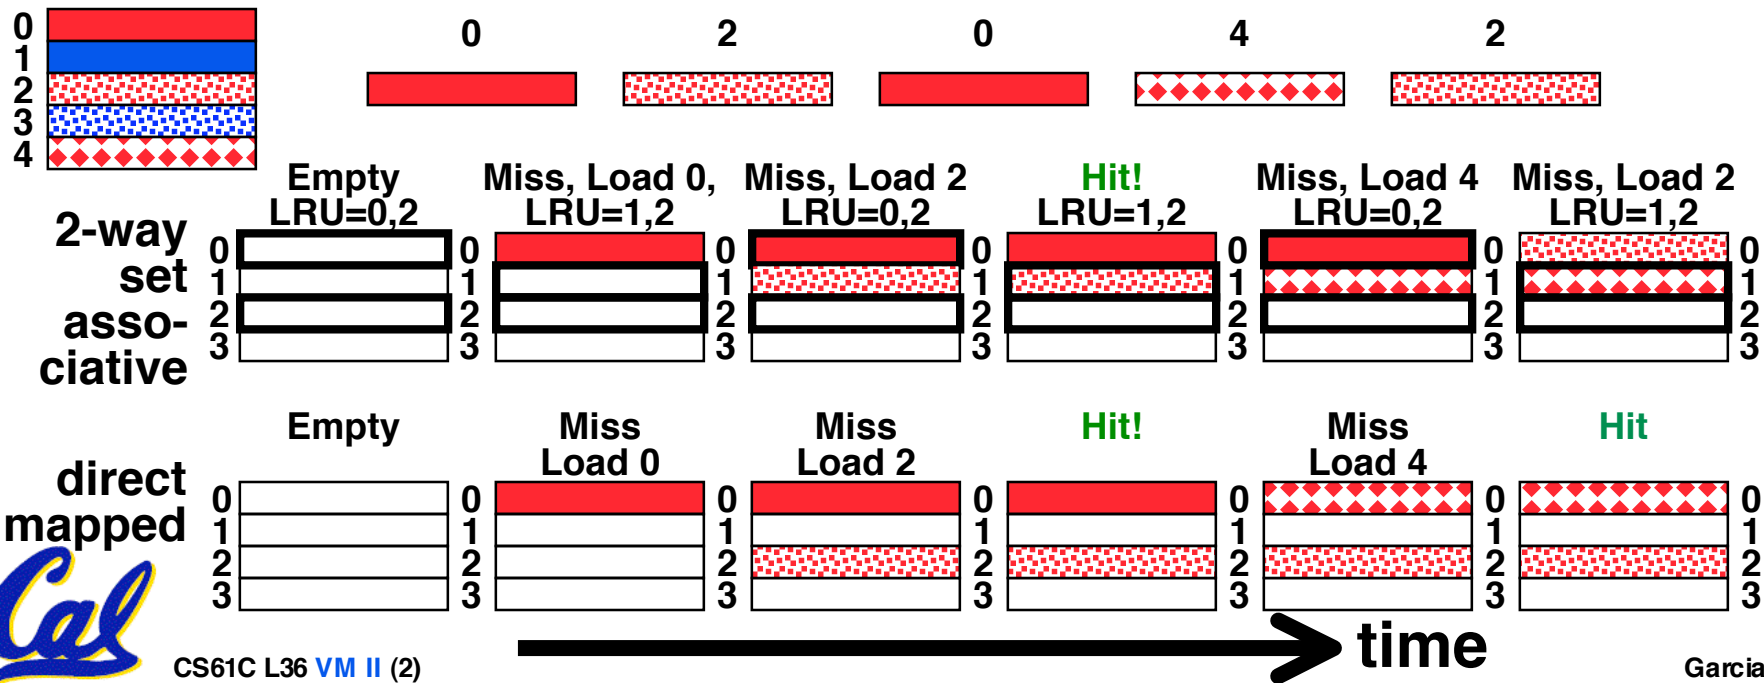 0 2 0 4 2
0
1
2
3
4
Empty Miss, Load 0, Miss, Load 2 Hit! Miss, Load 4 Miss, Load 2
LRU=0,2 LRU=1,2 LRU=0,2 LRU=1,2 LRU=0,2 LRU=1,2
2-way
set
asso-
ciative
0 0 0 0 0 0 0
1 1 1 1 1 1 1
2 2 2 2 2 2 2
3 3 3 3 3 3 3
Empty Miss Miss Hit! Miss Hit
Load 0 Load 2 Load 4
direct
mapped
0 0 0 0 0 0 0
1 1 1 1 1 1 1
2 2 2 2 2 2 2
3 3 3 3 3 3 3
Cal
time
CS61C L36 VM II (2) Garcia